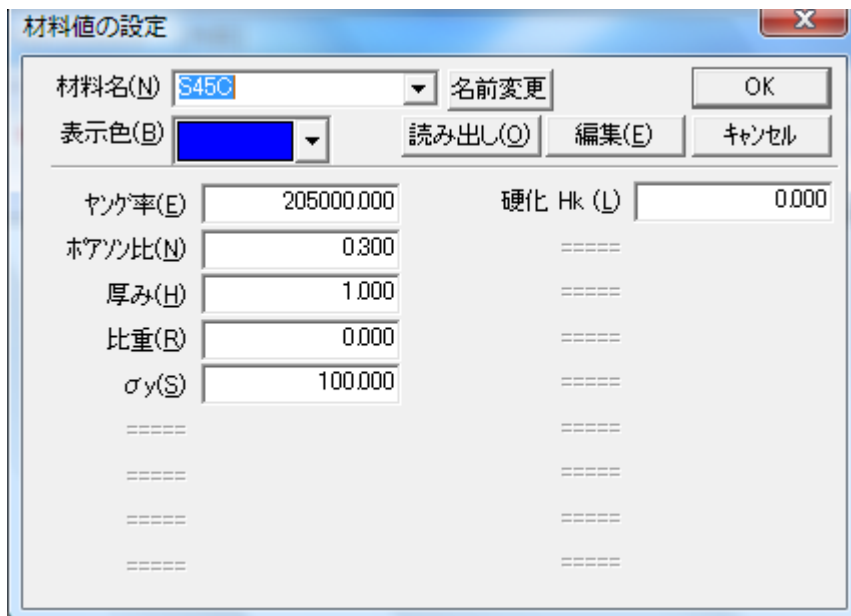 材料値の設定
材料名(N) S45C 名前変更 OK
表示色(B) 読み出し(O) 編集(E) キャンセル
ヤング率(E) 205000.000 硬化 Hk (L) 0.000
ポアソン比(N) 0.300 =====
厚み(H) 1.000 =====
比重(R) 0.000 =====
σy(S) 100.000 =====
===== =====
===== =====
===== =====
===== =====